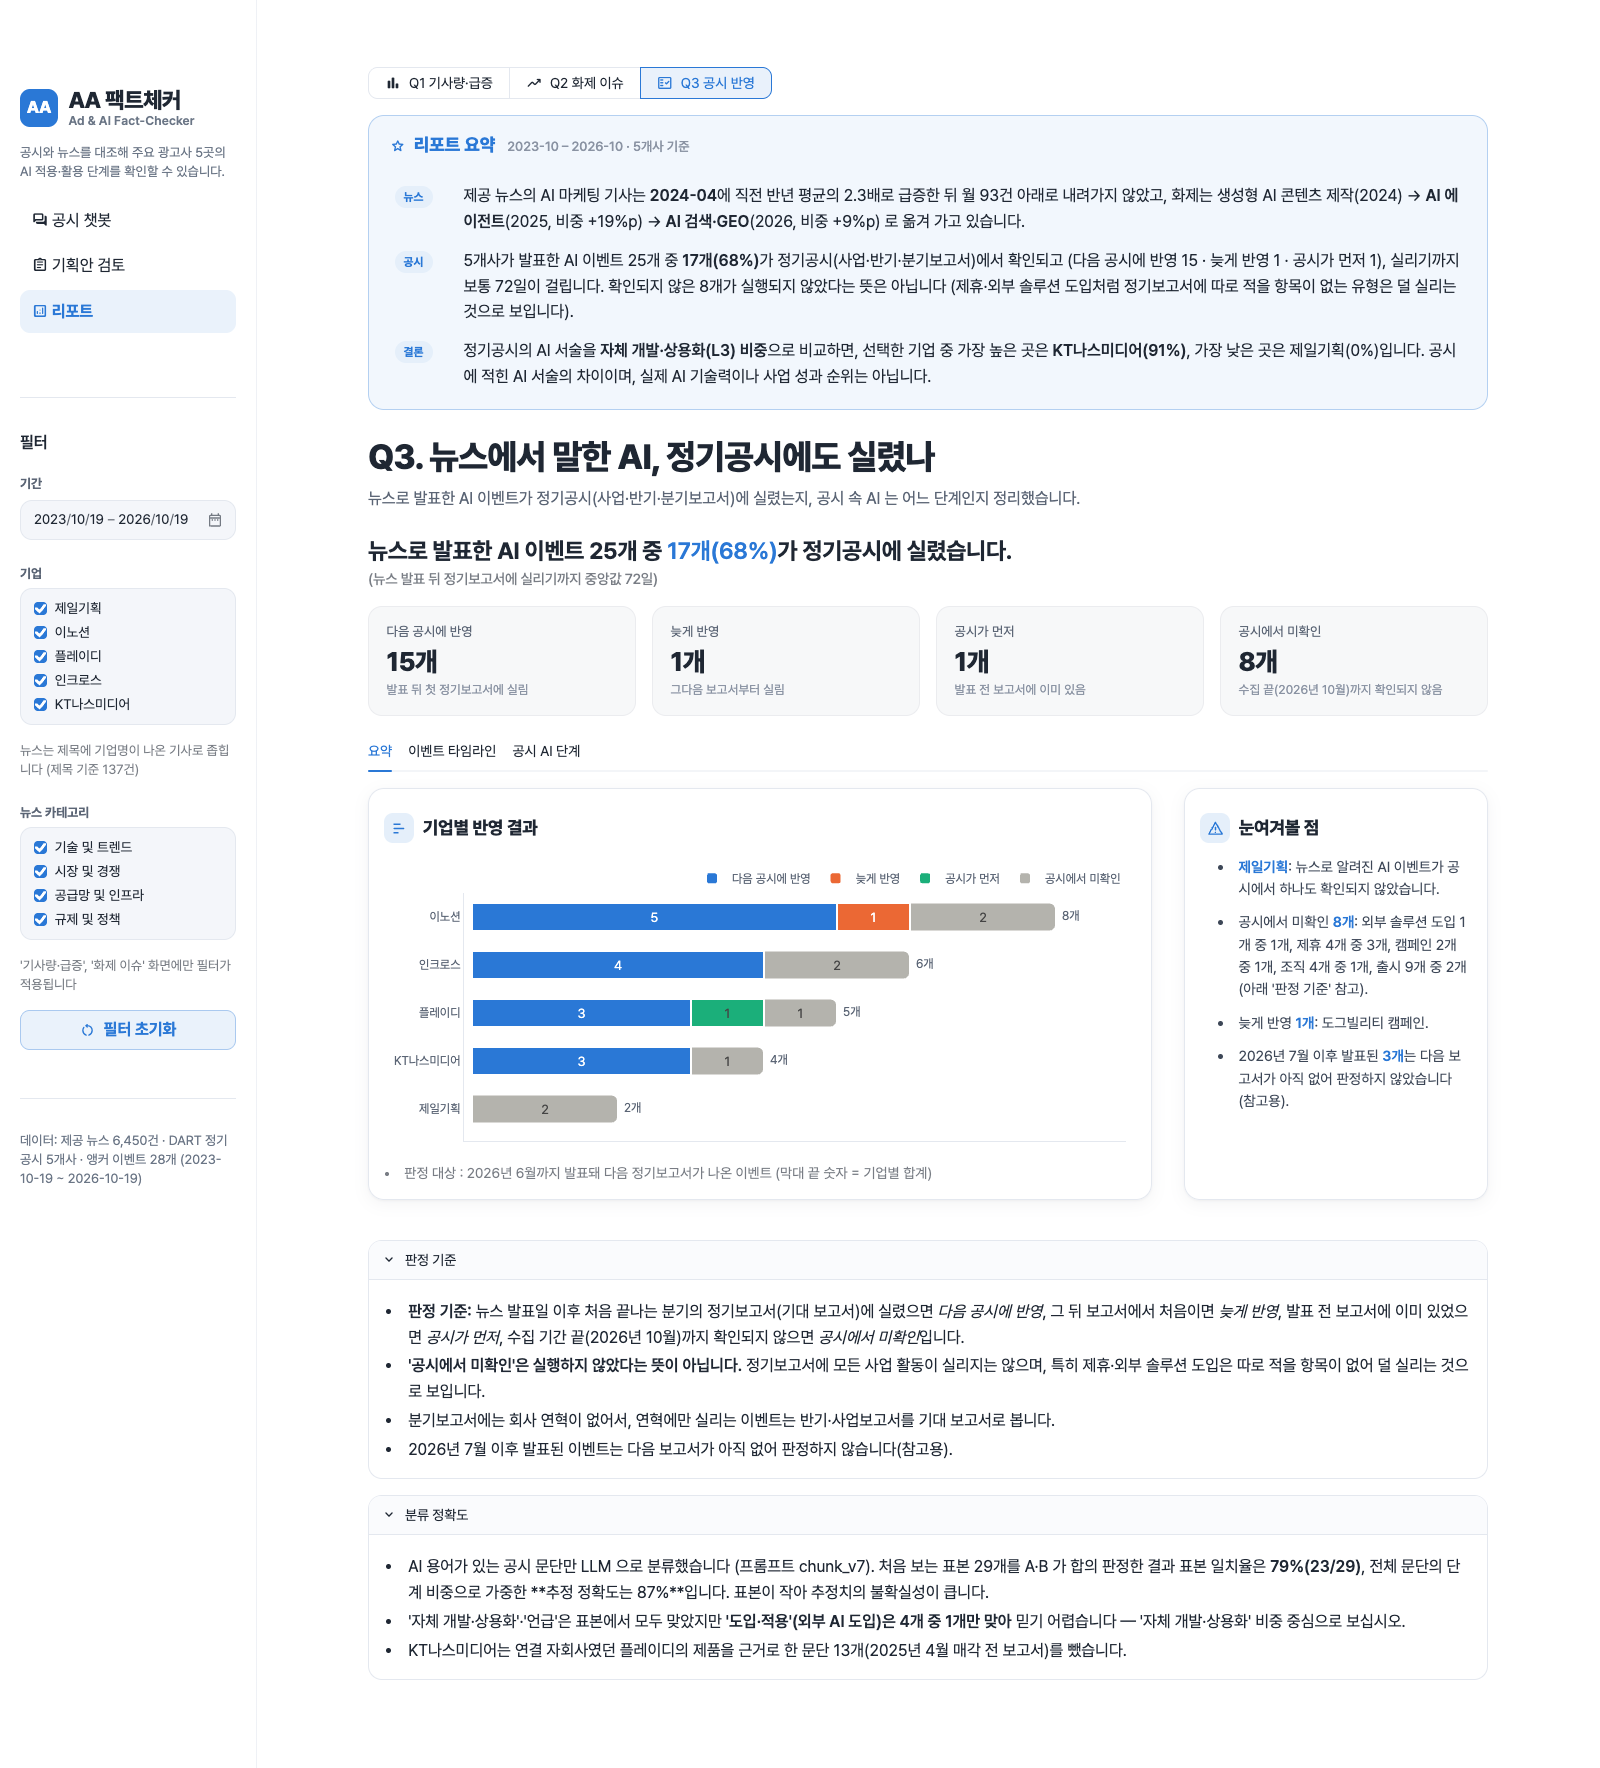 AA
AA 팩트체커
Ad & AI Fact-Checker
공시와 뉴스를 대조해 주요 광고사 5곳의
AI 적용·활용 단계를 확인할 수 있습니다.
공시 챗봇
기획안 검토
리포트
필터
기간
2023/10/19 – 2026/10/19
기업
제일기획
이노션
플레이디
인크로스
KT나스미디어
뉴스는 제목에 기업명이 나온 기사로 좁힙
니다 (제목 기준 137건)
뉴스 카테고리
기술 및 트렌드
시장 및 경쟁
공급망 및 인프라
규제 및 정책
'기사량·급증', '화제 이슈' 화면에만 필터가
적용됩니다
필터 초기화
데이터: 제공 뉴스 6,450건 · DART 정기
공시 5개사 · 앵커 이벤트 28개 (2023-
10-19 ~ 2026-10-19)
Q1 기사량·급증
Q2 화제 이슈
Q3 공시 반영
리포트 요약 2023-10 – 2026-10 · 5개사 기준
뉴스
제공 뉴스의 AI 마케팅 기사는 2024-04에 직전 반년 평균의 2.3배로 급증한 뒤 월 93건 아래로 내려가지 않았고, 화제는 생성형 AI 콘텐츠 제작(2024) → AI 에
이전트(2025, 비중 +19%p) → AI 검색·GEO(2026, 비중 +9%p) 로 옮겨 가고 있습니다.
공시
5개사가 발표한 AI 이벤트 25개 중 17개(68%)가 정기공시(사업·반기·분기보고서)에서 확인되고 (다음 공시에 반영 15 · 늦게 반영 1 · 공시가 먼저 1), 실리기까지
보통 72일이 걸립니다. 확인되지 않은 8개가 실행되지 않았다는 뜻은 아닙니다 (제휴·외부 솔루션 도입처럼 정기보고서에 따로 적을 항목이 없는 유형은 덜 실리는
것으로 보입니다).
결론
정기공시의 AI 서술을 자체 개발·상용화(L3) 비중으로 비교하면, 선택한 기업 중 가장 높은 곳은 KT나스미디어(91%), 가장 낮은 곳은 제일기획(0%)입니다. 공시
에 적힌 AI 서술의 차이이며, 실제 AI 기술력이나 사업 성과 순위는 아닙니다.
Q3. 뉴스에서 말한 AI, 정기공시에도 실렸나
뉴스로 발표한 AI 이벤트가 정기공시(사업·반기·분기보고서)에 실렸는지, 공시 속 AI 는 어느 단계인지 정리했습니다.
뉴스로 발표한 AI 이벤트 25개 중 17개(68%)가 정기공시에 실렸습니다.
(뉴스 발표 뒤 정기보고서에 실리기까지 중앙값 72일)
다음 공시에 반영
15개
발표 뒤 첫 정기보고서에 실림
늦게 반영
1개
그다음 보고서부터 실림
공시가 먼저
1개
발표 전 보고서에 이미 있음
공시에서 미확인
8개
수집 끝(2026년 10월)까지 확인되지 않음
요약
이벤트 타임라인
공시 AI 단계
기업별 반영 결과
다음 공시에 반영
늦게 반영
공시가 먼저
공시에서 미확인
이노션 5 1 2 8개
인크로스 4 2 6개
플레이디 3 1 1 5개
KT나스미디어 3 1 4개
제일기획 2 2개
• 판정 대상 : 2026년 6월까지 발표돼 다음 정기보고서가 나온 이벤트 (막대 끝 숫자 = 기업별 합계)
눈여겨볼 점
• 제일기획: 뉴스로 알려진 AI 이벤트가 공
시에서 하나도 확인되지 않았습니다.
• 공시에서 미확인 8개: 외부 솔루션 도입 1
개 중 1개, 제휴 4개 중 3개, 캠페인 2개
중 1개, 조직 4개 중 1개, 출시 9개 중 2개
(아래 '판정 기준' 참고).
• 늦게 반영 1개: 도그빌리티 캠페인.
• 2026년 7월 이후 발표된 3개는 다음 보
고서가 아직 없어 판정하지 않았습니다
(참고용).
판정 기준
• 판정 기준: 뉴스 발표일 이후 처음 끝나는 분기의 정기보고서(기대 보고서)에 실렸으면 다음 공시에 반영, 그 뒤 보고서에서 처음이면 늦게 반영, 발표 전 보고서에 이미 있었으
면 공시가 먼저, 수집 기간 끝(2026년 10월)까지 확인되지 않으면 공시에서 미확인입니다.
• '공시에서 미확인'은 실행하지 않았다는 뜻이 아닙니다. 정기보고서에 모든 사업 활동이 실리지는 않으며, 특히 제휴·외부 솔루션 도입은 따로 적을 항목이 없어 덜 실리는 것으
로 보입니다.
• 분기보고서에는 회사 연혁이 없어서, 연혁에만 실리는 이벤트는 반기·사업보고서를 기대 보고서로 봅니다.
• 2026년 7월 이후 발표된 이벤트는 다음 보고서가 아직 없어 판정하지 않습니다(참고용).
분류 정확도
• AI 용어가 있는 공시 문단만 LLM 으로 분류했습니다 (프롬프트 chunk_v7). 처음 보는 표본 29개를 A·B 가 합의 판정한 결과 표본 일치율은 79%(23/29), 전체 문단의 단
계 비중으로 가중한 **추정 정확도는 87%**입니다. 표본이 작아 추정치의 불확실성이 큽니다.
• '자체 개발·상용화'·'언급'은 표본에서 모두 맞았지만 '도입·적용'(외부 AI 도입)은 4개 중 1개만 맞아 믿기 어렵습니다 — '자체 개발·상용화' 비중 중심으로 보십시오.
• KT나스미디어는 연결 자회사였던 플레이디의 제품을 근거로 한 문단 13개(2025년 4월 매각 전 보고서)를 뺐습니다.